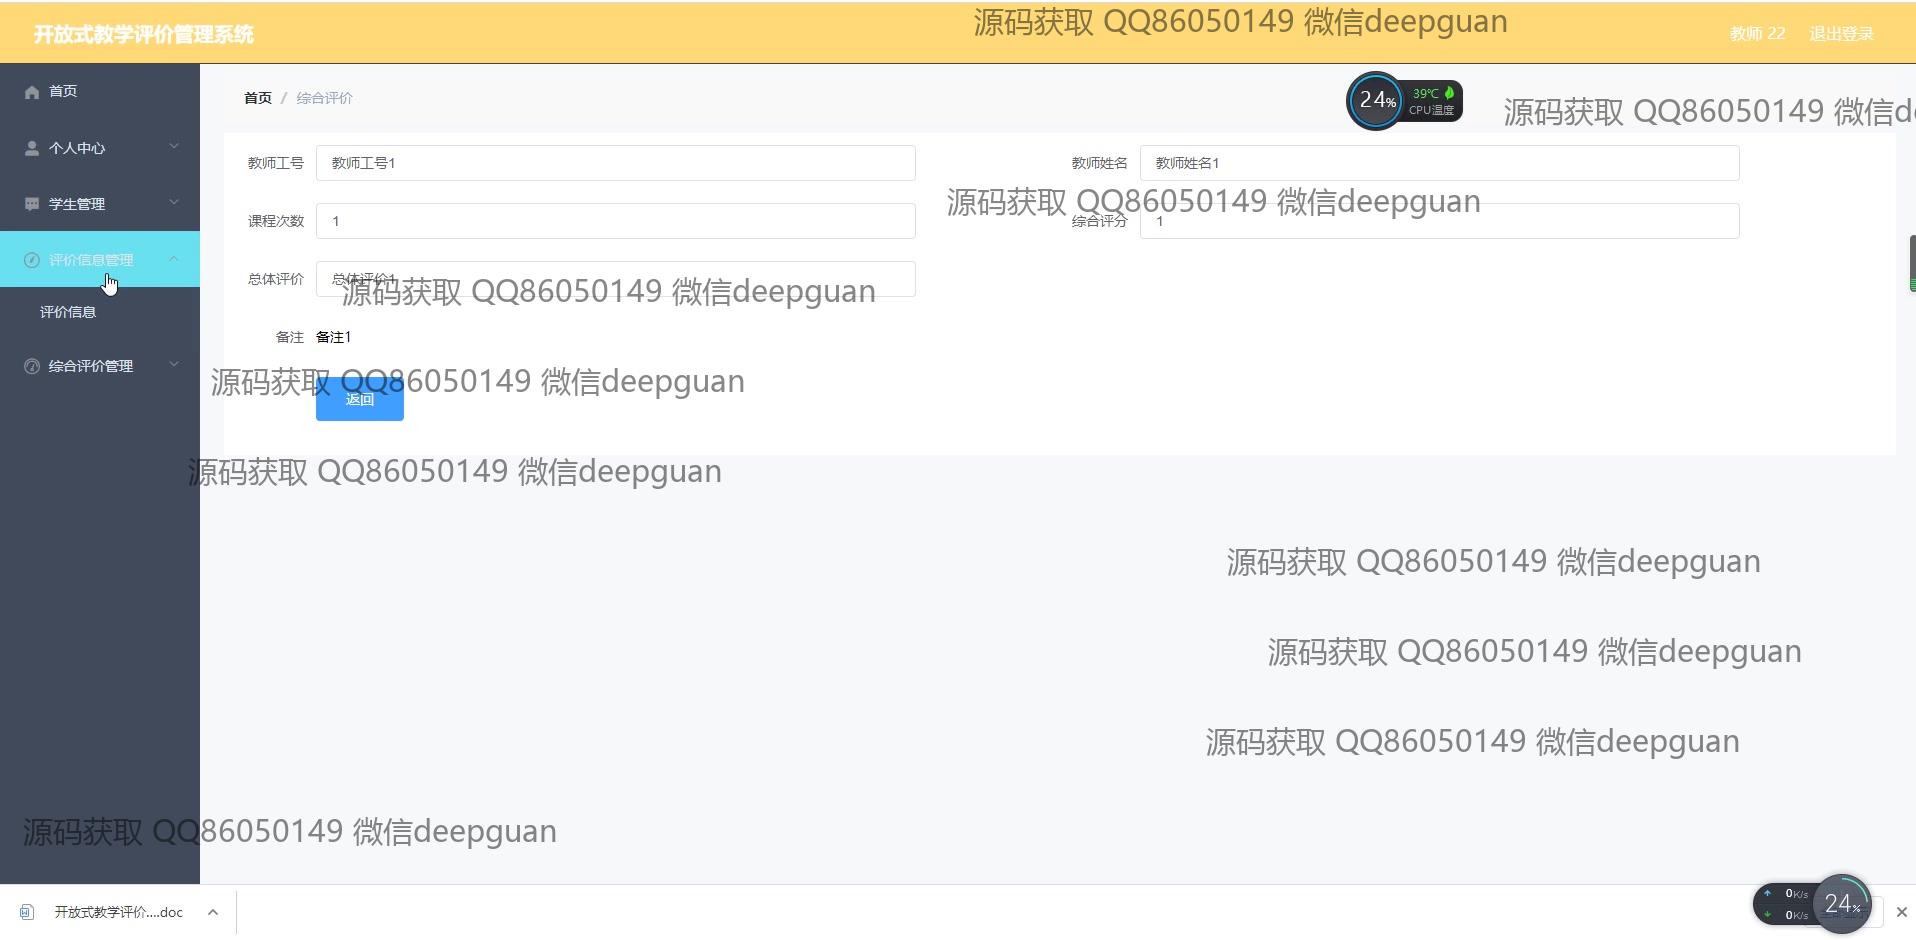 源码获取 QQ86050149 微信deepguan
开放式教学评价管理系统
教师 22 退出登录
首页
首页 / 综合评价
24%
39℃
CPU温度
源码获取 QQ86050149 微信d
个人中心
教师工号 教师工号1
教师姓名 教师姓名1
学生管理
源码获取 QQ86050149 微信deepguan
课程次数 1
综合评分 1
评价信息管理
总体评价 总体评价1
源码获取 QQ86050149 微信deepguan
评价信息
备注 备注1
综合评价管理
源码获取 QQ86050149 微信deepguan
返回
源码获取 QQ86050149 微信deepguan
源码获取 QQ86050149 微信deepguan
源码获取 QQ86050149 微信deepguan
源码获取 QQ86050149 微信deepguan
源码获取 QQ86050149 微信deepguan
开放式教学评价....doc
0K/s
0K/s
24%